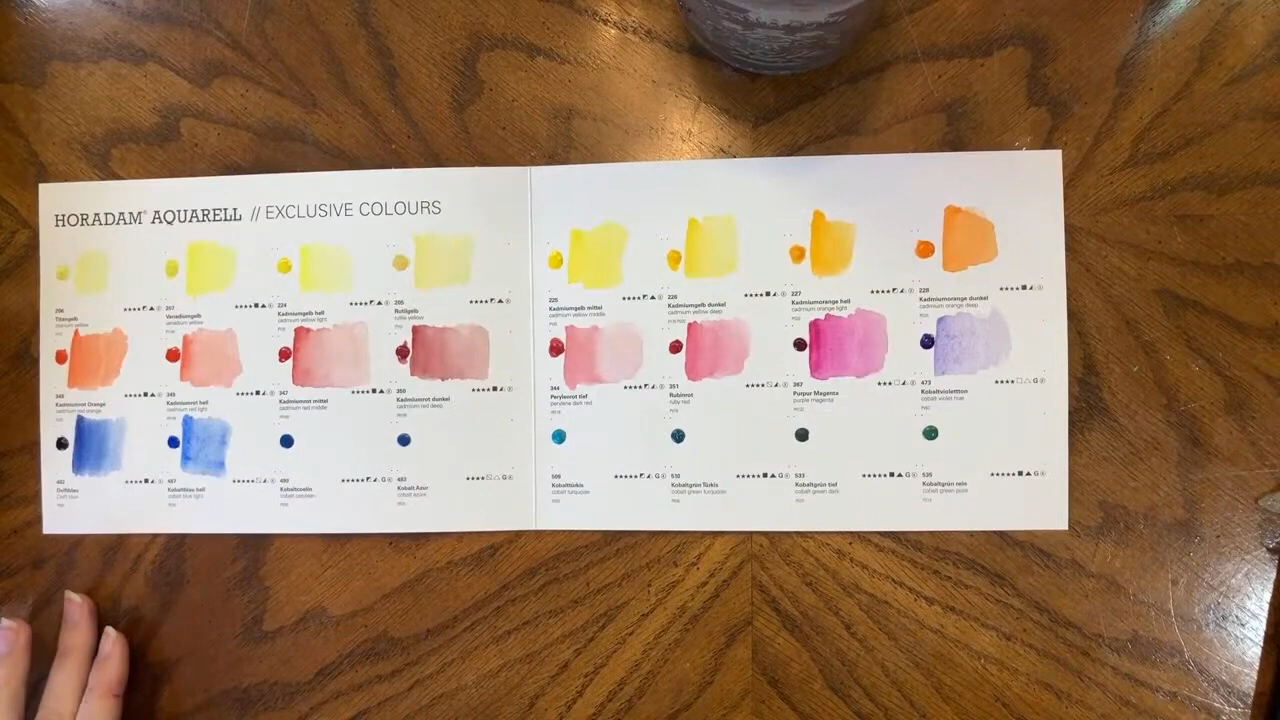 HORADAM® AQUARELL // EXCLUSIVE COLOURS
206
Titangelb
titanium yellow
207
Vanadiumgelb
vanadium yellow
224
Kadmiumgelb hell
cadmium yellow light
205
Rutilgelb
rutile yellow
225
Kadmiumgelb mittel
cadmium yellow middle
226
Kadmiumgelb dunkel
cadmium yellow deep
227
Kadmiumorange hell
cadmium orange light
228
Kadmiumorange dunkel
cadmium orange deep
348
Kadmiumrot Orange
cadmium red orange
349
Kadmiumrot hell
cadmium red light
347
Kadmiumrot mittel
cadmium red middle
350
Kadmiumrot dunkel
cadmium red deep
344
Perylenrot tief
perylene dark red
351
Rubinrot
ruby red
367
Purpur Magenta
purple magenta
473
Kobaltviolettton
cobalt violet hue
482
Delftblau
Delft blue
487
Kobaltblau hell
cobalt blue light
499
Kobaltcoelin
cobalt cerulean
483
Kobalt Azur
cobalt azure
509
Kobalttürkis
cobalt turquoise
510
Kobaltgrün Türkis
cobalt green turquoise
533
Kobaltgrün tief
cobalt green dark
535
Kobaltgrün rein
cobalt green pure